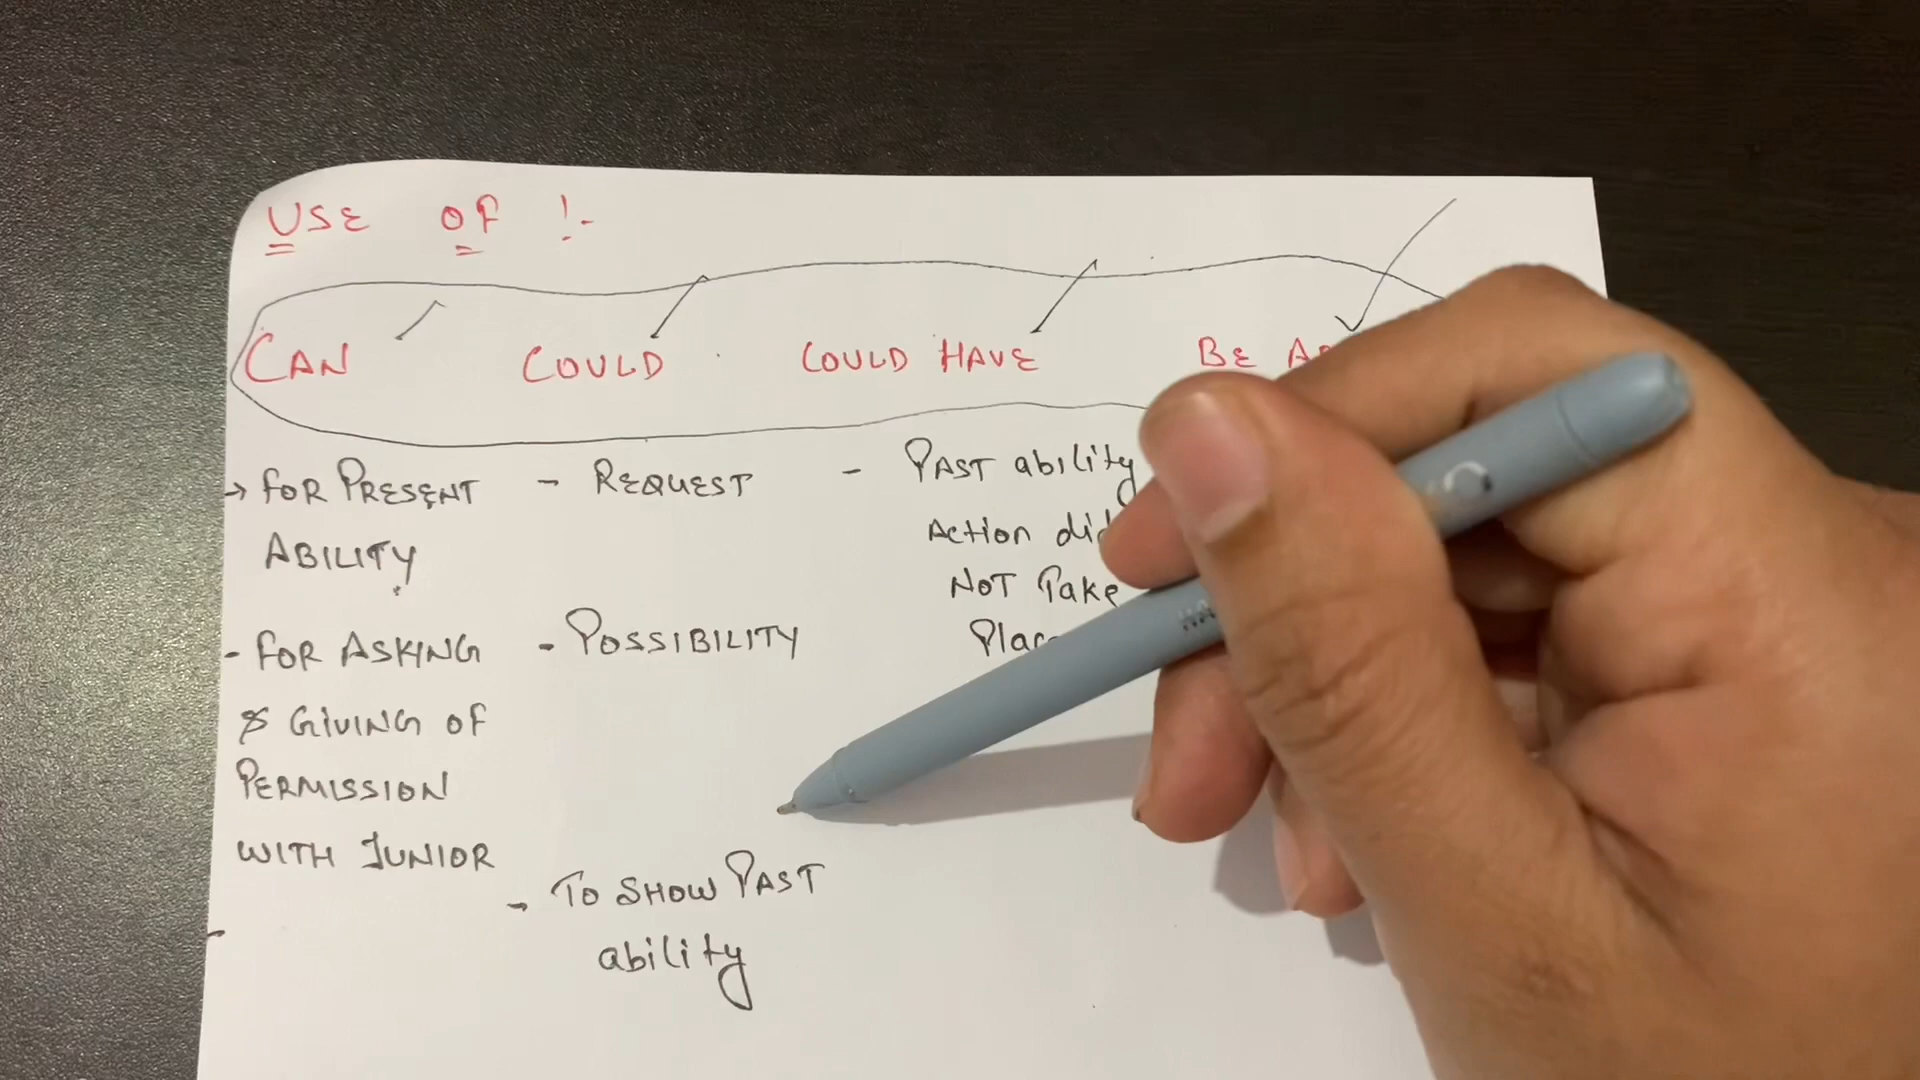 USE OF :-
CAN COULD COULD HAVE BE
→ FOR PRESENT
ABILITY
- FOR ASKING
& GIVING OF
PERMISSION
WITH JUNIOR
-
- REQUEST
- POSSIBILITY
- TO SHOW PAST
ability
- PAST ability
Action
NOT Take